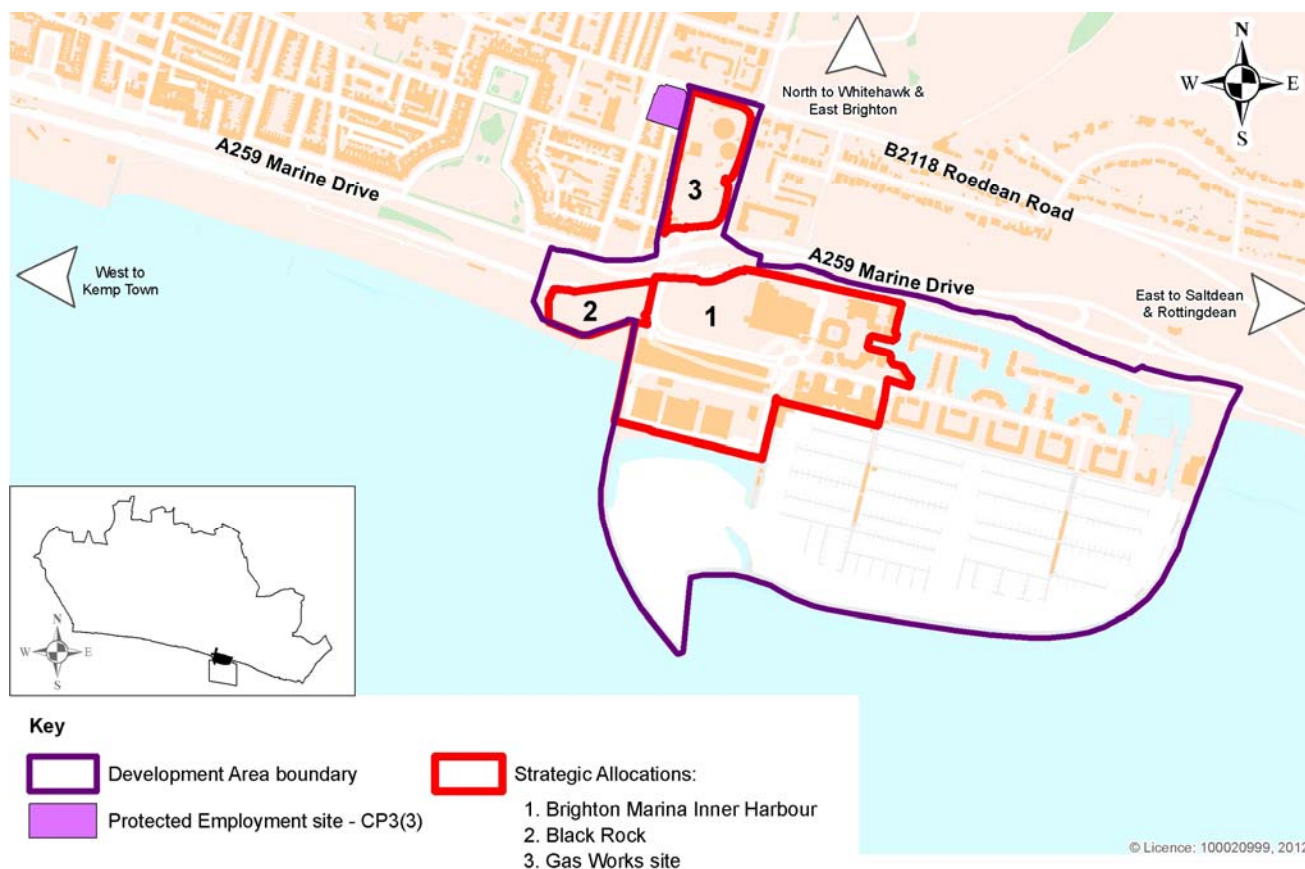 N
W E
S
North to Whitehawk &
East Brighton
A259 Marine Drive
B2118 Roedean Road
3
West to
Kemp Town
A259 Marine Drive
East to Saltdean
& Rottingdean
2
1
N
W E
S
Key
Development Area boundary
Protected Employment site - CP3(3)
Strategic Allocations:
1. Brighton Marina Inner Harbour
2. Black Rock
3. Gas Works site
© Licence: 100020999, 2012